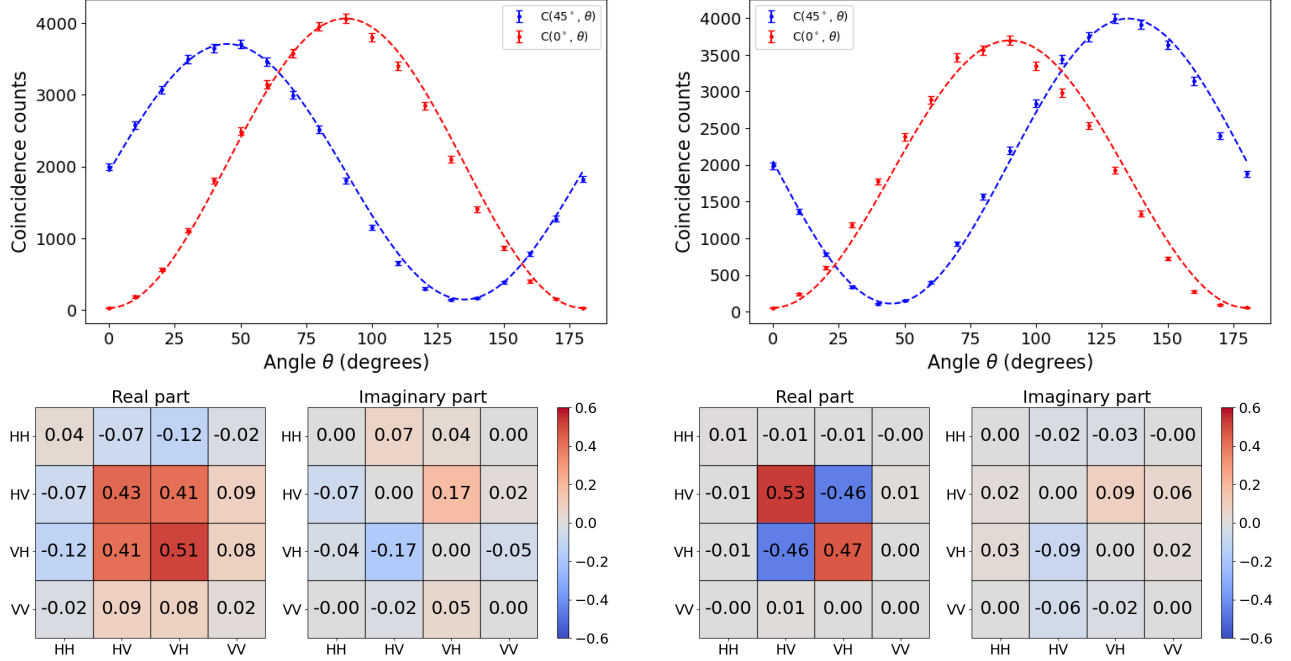 4000
3000
2000
1000
0
Coincidence counts
C(45°, θ)
C(0°, θ)
0 25 50 75 100 125 150 175
Angle θ (degrees)
4000
3500
3000
2500
2000
1500
1000
500
0
Coincidence counts
C(45°, θ)
C(0°, θ)
0 25 50 75 100 125 150 175
Angle θ (degrees)
Real part
HH 0.04 -0.07 -0.12 -0.02
HV -0.07 0.43 0.41 0.09
VH -0.12 0.41 0.51 0.08
VV -0.02 0.09 0.08 0.02
HH HV VH VV
Imaginary part
0.00 0.07 0.04 0.00
-0.07 0.00 0.17 0.02
-0.04 -0.17 0.00 -0.05
-0.00 -0.02 0.05 0.00
HH HV VH VV
0.6
0.4
0.2
0.0
−0.2
−0.4
−0.6
Real part
HH 0.01 -0.01 -0.01 -0.00
HV -0.01 0.53 -0.46 0.01
VH -0.01 -0.46 0.47 0.00
VV -0.00 0.01 0.00 0.00
HH HV VH VV
Imaginary part
0.00 -0.02 -0.03 -0.00
0.02 0.00 0.09 0.06
0.03 -0.09 0.00 0.02
0.00 -0.06 -0.02 0.00
HH HV VH VV
0.6
0.4
0.2
0.0
−0.2
−0.4
−0.6